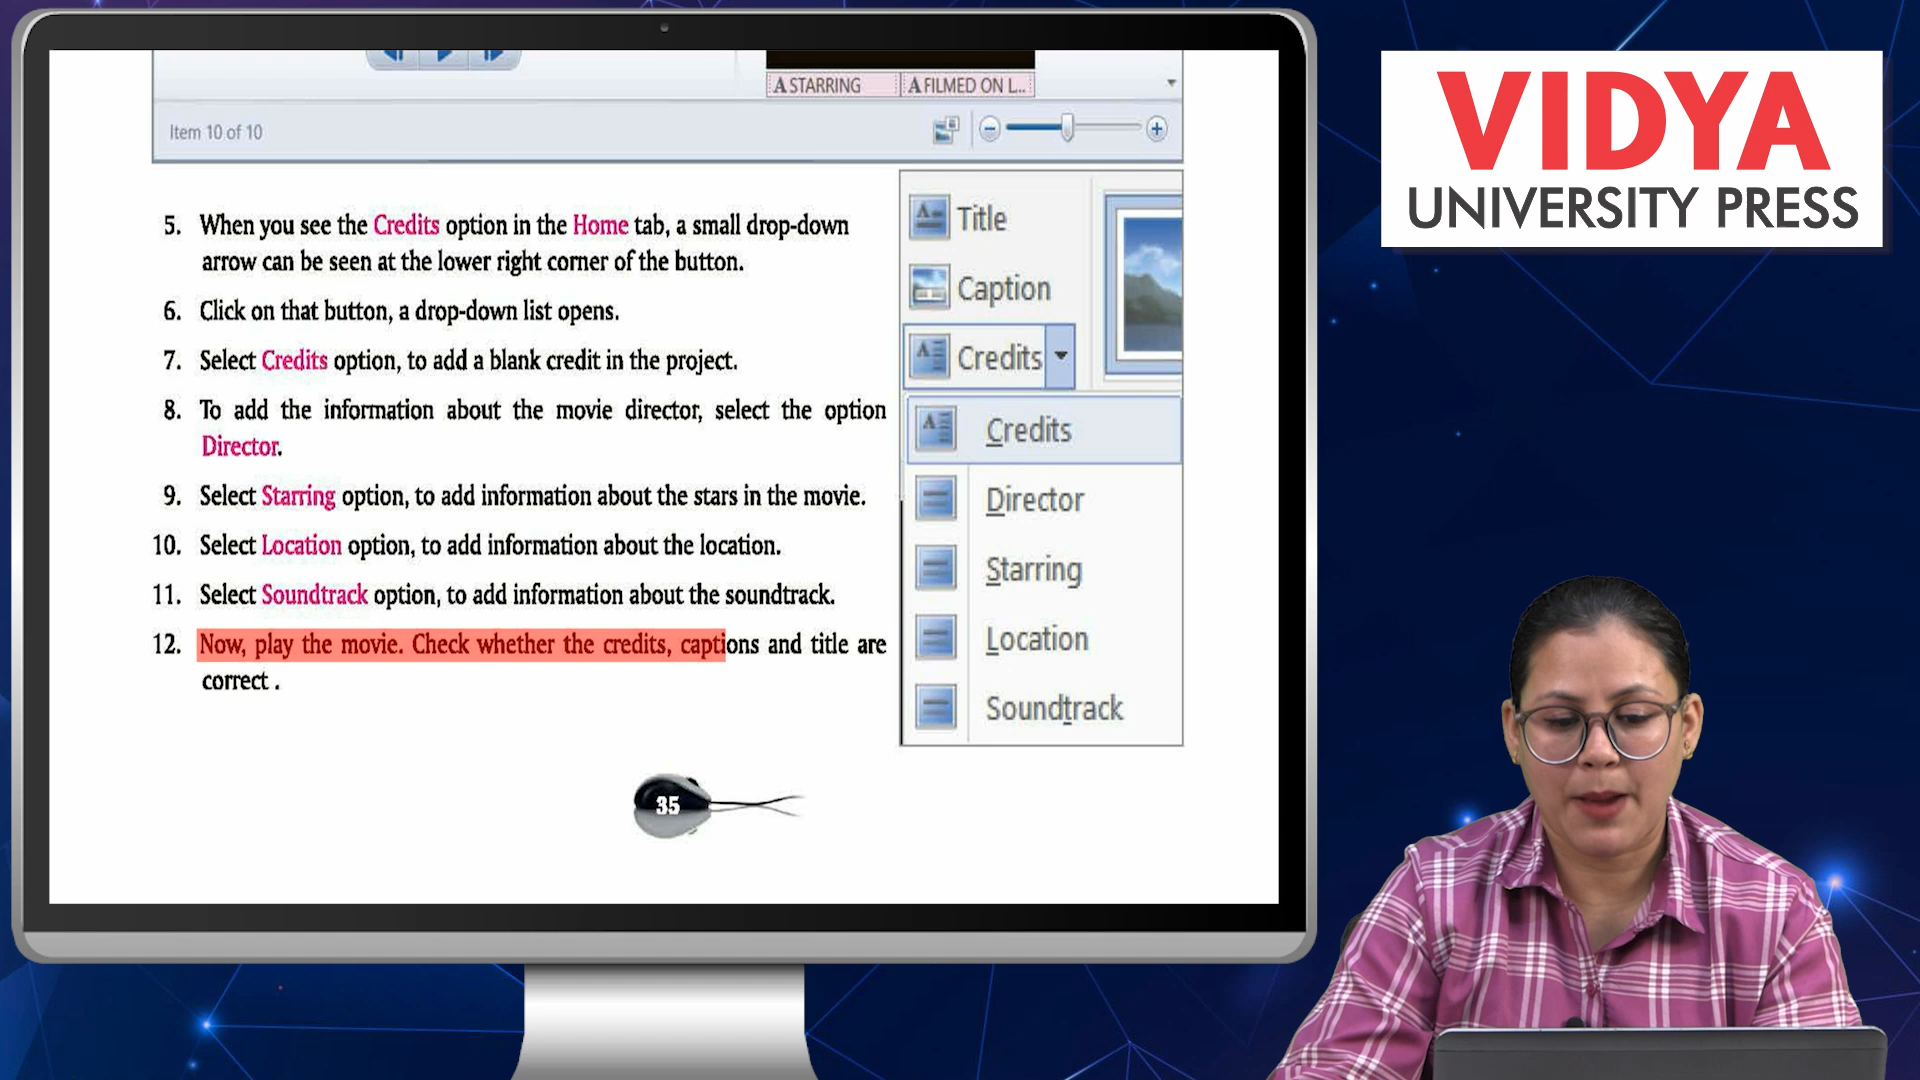 A STARRING
A FILMED ON L...
Item 10 of 10
5. When you see the Credits option in the Home tab, a small drop-down
arrow can be seen at the lower right corner of the button.
6. Click on that button, a drop-down list opens.
7. Select Credits option, to add a blank credit in the project.
8. To add the information about the movie director, select the option
Director.
9. Select Starring option, to add information about the stars in the movie.
10. Select Location option, to add information about the location.
11. Select Soundtrack option, to add information about the soundtrack.
12. Now, play the movie. Check whether the credits, captions and title are
correct .
Title
Caption
Credits
Credits
Director
Starring
Location
Soundtrack
35
VIDYA
UNIVERSITY PRESS